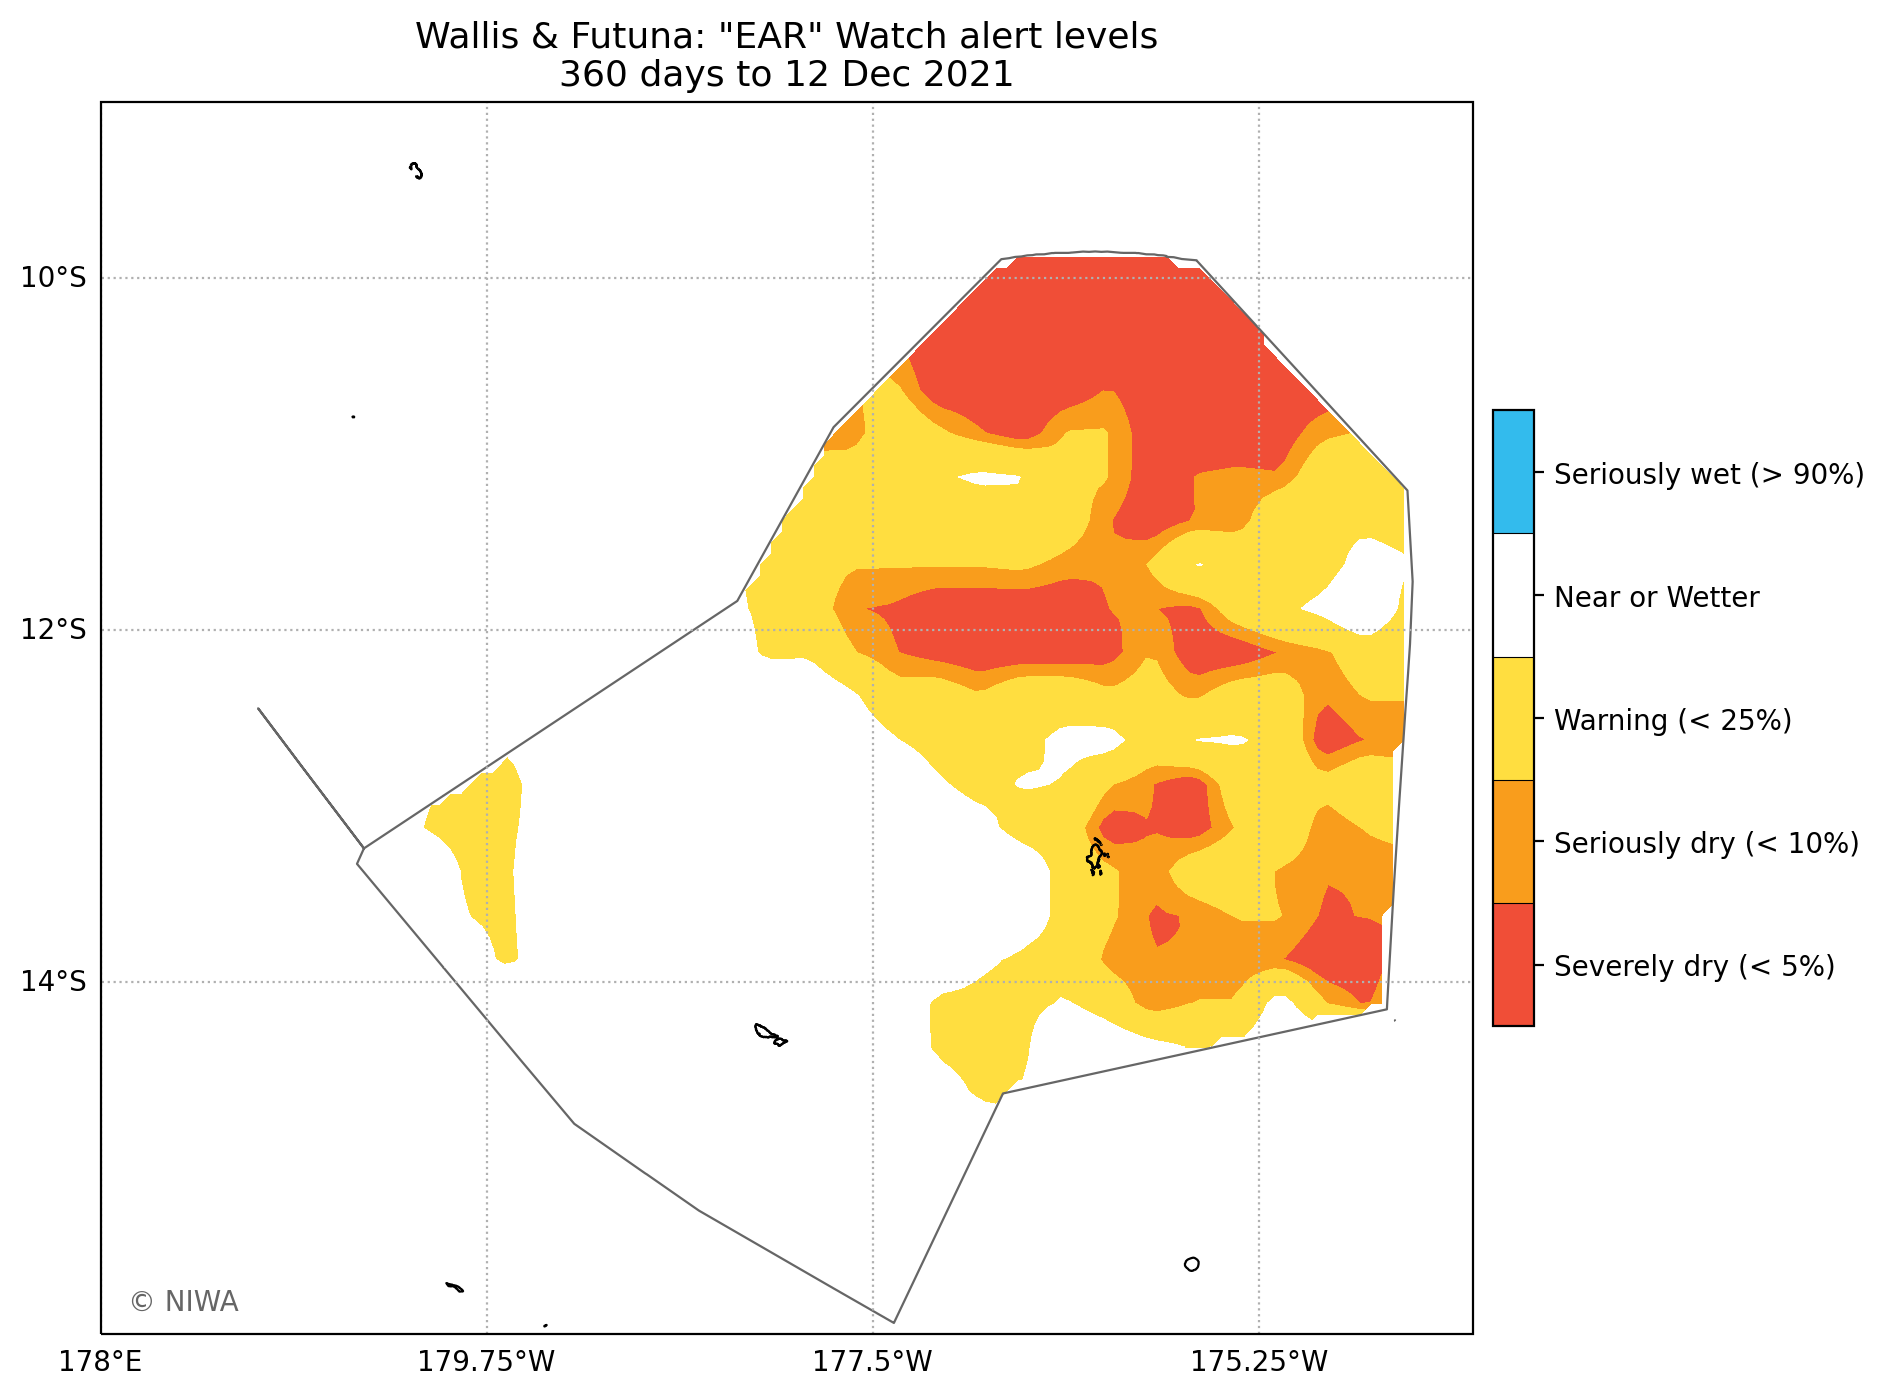 Wallis & Futuna: "EAR" Watch alert levels
360 days to 12 Dec 2021
10°S
12°S
14°S
178°E
179.75°W
177.5°W
175.25°W
Seriously wet (> 90%)
Near or Wetter
Warning (< 25%)
Seriously dry (< 10%)
Severely dry (< 5%)
© NIWA